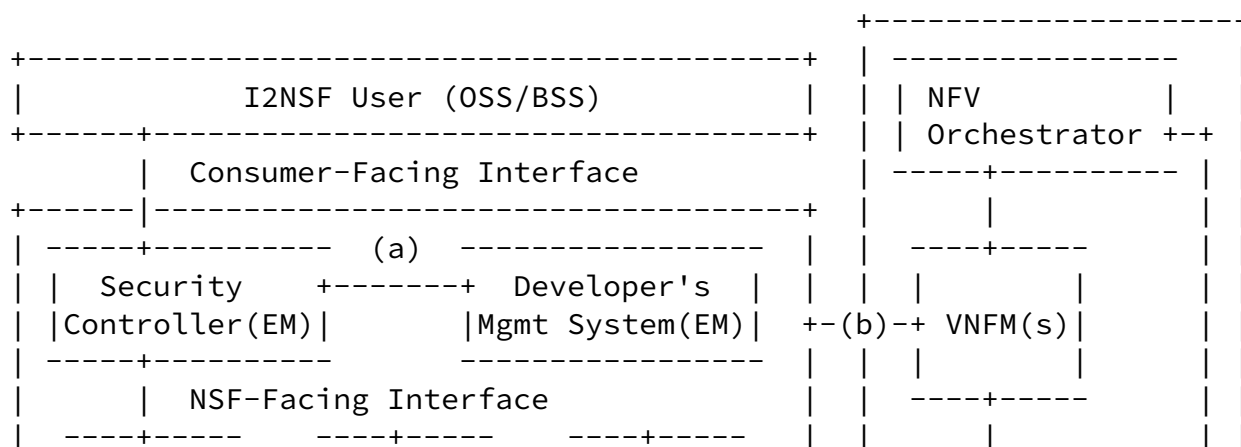 +---------------------
+-------------------------------------------+  | ----------------   |
|            I2NSF User (OSS/BSS)           |  | | NFV          |   |
+------+------------------------------------+  | | Orchestrator +-+ |
       |  Consumer-Facing Interface            | -----+---------- | |
+------|------------------------------------+  |      |           | |
| -----+----------  (a)  -----------------  |  |  ----+-----      | |
| |  Security    +-------+  Developer's  |  |  |  |        |      | |
| |Controller(EM)|       |Mgmt System(EM)|  +-(b)-+ VNFM(s)|      | |
| -----+----------       -----------------  |  |  |        |      | |
|      |  NSF-Facing Interface              |  |  ----+-----      | |
|  ----+-----    ----+-----    ----+-----   |  |      |           | |